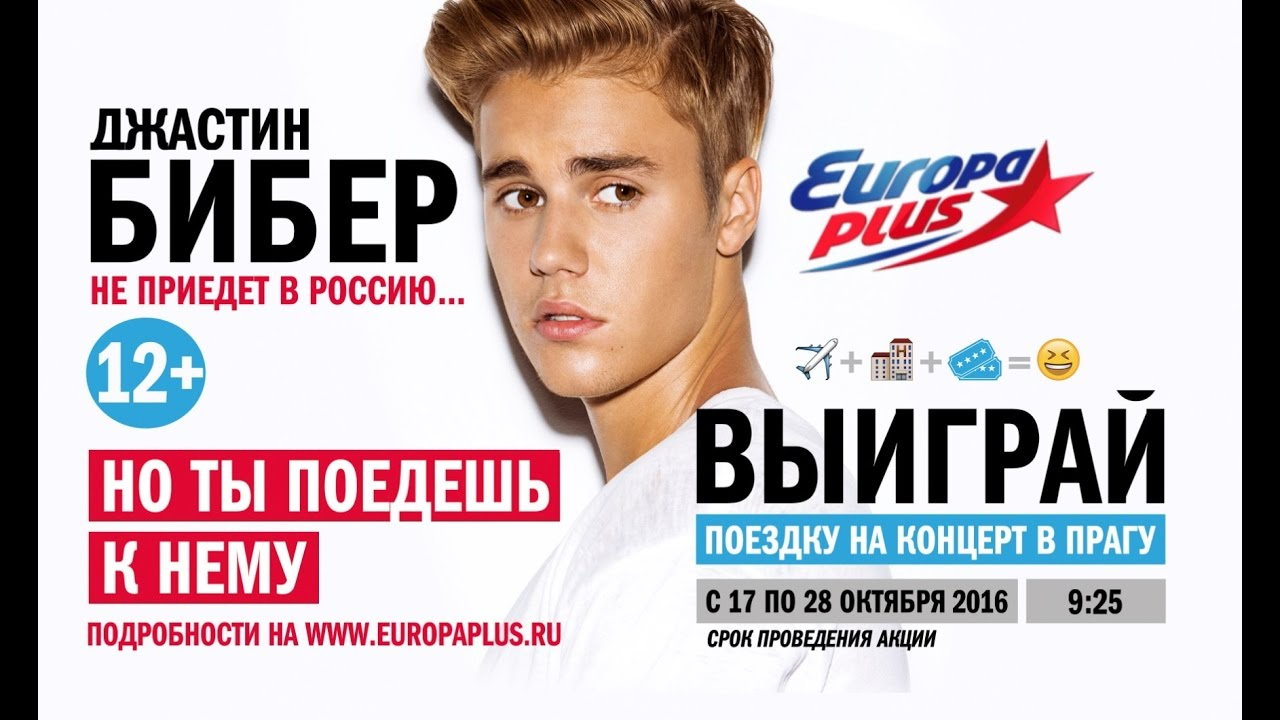 ДЖАСТИН
БИБЕР
НЕ ПРИЕДЕТ В РОССИЮ...
12+
НО ТЫ ПОЕДЕШЬ
К НЕМУ
ПОДРОБНОСТИ НА WWW.EUROPAPLUS.RU
Europa
PLUS
✈️+🏨+🎟️=😆
ВЫИГРАЙ
ПОЕЗДКУ НА КОНЦЕРТ В ПРАГУ
С 17 ПО 28 ОКТЯБРЯ 2016
9:25
СРОК ПРОВЕДЕНИЯ АКЦИИ